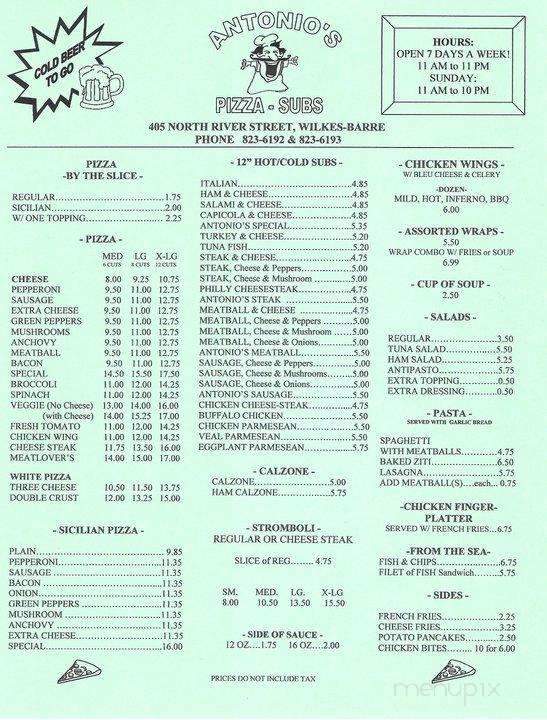 COLD BEER
TO GO
ANTONIO'S
PIZZA - SUBS
HOURS:
OPEN 7 DAYS A WEEK!
11 AM to 11 PM
SUNDAY:
11 AM to 10 PM
405 NORTH RIVER STREET, WILKES-BARRE
PHONE 823-6192 & 823-6193
PIZZA
-BY THE SLICE -
REGULAR 1.75
SICILIAN 2.00
W/ ONE TOPPING 2.25
- PIZZA -
MED LG X-LG
6 CUTS 8 CUTS 12 CUTS
CHEESE 8.00 9.25 10.75
PEPPERONI 9.50 11.00 12.75
SAUSAGE 9.50 11.00 12.75
EXTRA CHEESE 9.50 11.00 12.75
GREEN PEPPERS 9.50 11.00 12.75
MUSHROOMS 9.50 11.00 12.75
ANCHOVY 9.50 11.00 12.75
MEATBALL 9.50 11.00 12.75
BACON 9.50 11.00 12.75
SPECIAL 14.50 15.50 17.50
BROCCOLI 11.00 12.00 14.25
SPINACH 11.00 12.00 14.25
VEGGIE (No Cheese) 13.00 14.00 16.00
(with Cheese) 14.00 15.25 17.00
FRESH TOMATO 11.00 12.00 14.25
CHICKEN WING 11.00 12.00 14.25
CHEESE STEAK 11.75 13.50 16.00
MEATLOVER'S 14.00 15.00 17.00
WHITE PIZZA
THREE CHEESE 10.50 11.50 13.75
DOUBLE CRUST 12.00 13.25 15.00
- SICILIAN PIZZA -
PLAIN 9.85
PEPPERONI 11.35
SAUSAGE 11.35
BACON 11.35
ONION 11.35
GREEN PEPPERS 11.35
MUSHROOM 11.35
ANCHOVY 11.35
EXTRA CHEESE 11.35
SPECIAL 16.00
- 12" HOT/COLD SUBS -
ITALIAN 4.85
HAM & CHEESE 4.85
SALAMI & CHEESE 4.85
CAPICOLA & CHEESE 4.85
ANTONIO'S SPECIAL 5.35
TURKEY & CHEESE 5.20
TUNA FISH 5.20
STEAK & CHEESE 4.75
STEAK, Cheese & Peppers 5.00
STEAK, Cheese & Mushroom 5.00
PHILLY CHEESESTEAK 4.75
ANTONIO'S STEAK 5.50
MEATBALL & CHEESE 4.75
MEATBALL, Cheese & Peppers 5.00
MEATBALL, Cheese & Mushroom 5.00
MEATBALL, Cheese & Onions 5.00
ANTONIO'S MEATBALL 5.50
SAUSAGE, Cheese & Peppers 5.00
SAUSAGE, Cheese & Mushrooms 5.00
SAUSAGE, Cheese & Onions 5.00
ANTONIO'S SAUSAGE 5.50
CHICKEN CHEESE-STEAK 4.75
BUFFALO CHICKEN 5.50
CHICKEN PARMESEAN 5.50
VEAL PARMESEAN 5.50
EGGPLANT PARMESEAN 5.75
- CALZONE -
CALZONE 5.00
HAM CALZONE 5.75
- STROMBOLI -
REGULAR OR CHEESE STEAK
SLICE of REG. 4.75
SM. MED. LG. X-LG
8.00 10.50 13.50 15.50
- SIDE OF SAUCE -
12 OZ....1.75 16 OZ....2.00
PRICES DO NOT INCLUDE TAX
- CHICKEN WINGS -
W/ BLEU CHEESE & CELERY
-DOZEN-
MILD, HOT, INFERNO, BBQ
6.00
- ASSORTED WRAPS -
5.50
WRAP COMBO W/ FRIES or SOUP
6.99
- CUP OF SOUP -
2.50
- SALADS -
REGULAR 3.50
TUNA SALAD 5.50
HAM SALAD 5.25
ANTIPASTO 5.75
EXTRA TOPPING 0.50
EXTRA DRESSING 0.50
- PASTA -
SERVED WITH GARLIC BREAD
SPAGHETTI
WITH MEATBALLS 4.75
BAKED ZITI 6.50
LASAGNA 5.75
ADD MEATBALL(S)....each... 0.75
-CHICKEN FINGER-
PLATTER
SERVED W/ FRENCH FRIES...6.75
-FROM THE SEA-
FISH & CHIPS 6.75
FILET of FISH Sandwich 5.75
- SIDES -
FRENCH FRIES 2.25
CHEESE FRIES 3.25
POTATO PANCAKES 2.50
CHICKEN BITES......... 10 for 6.00
menupix